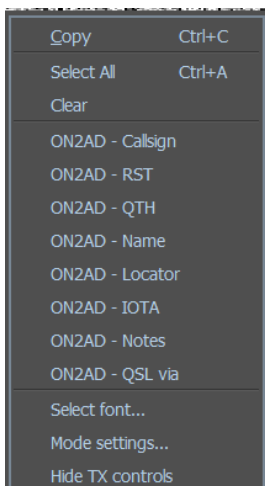 Copy Ctrl+C
Select All Ctrl+A
Clear
ON2AD - Callsign
ON2AD - RST
ON2AD - QTH
ON2AD - Name
ON2AD - Locator
ON2AD - IOTA
ON2AD - Notes
ON2AD - QSL via
Select font...
Mode settings...
Hide TX controls